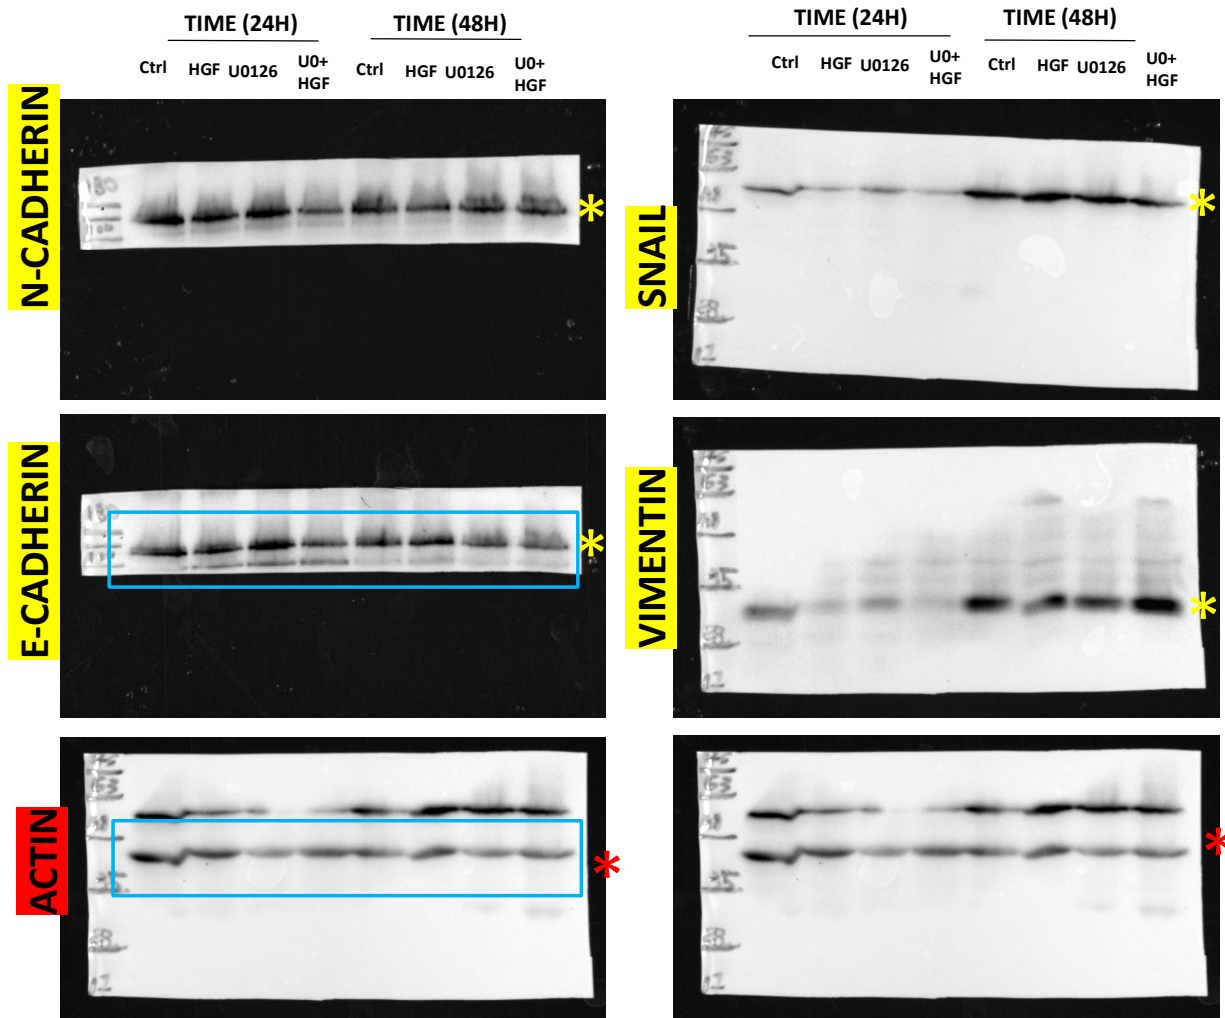 TIME (24H) TIME (48H)
Ctrl HGF U0126 U0+ HGF Ctrl HGF U0126 U0+ HGF
TIME (24H) TIME (48H)
Ctrl HGF U0126 U0+ HGF Ctrl HGF U0126 U0+ HGF
N-CADHERIN
*
SNAIL
*
E-CADHERIN
*
VIMENTIN
*
ACTIN
*
*